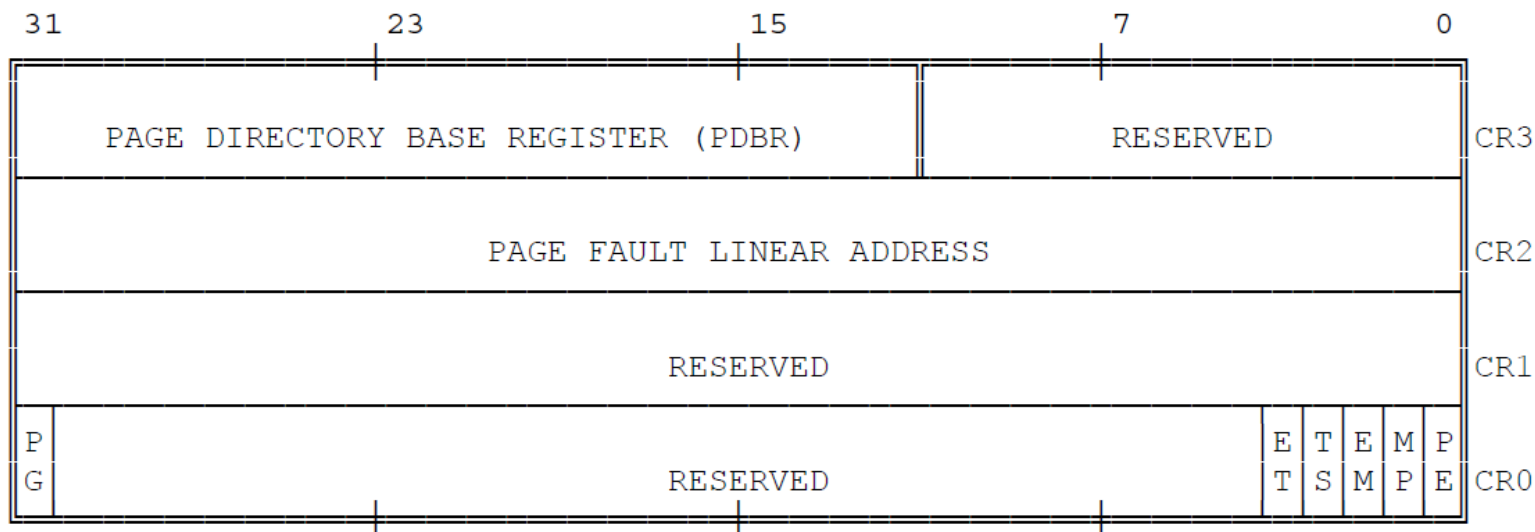 31 23 15 7 0
PAGE DIRECTORY BASE REGISTER (PDBR) RESERVED CR3
PAGE FAULT LINEAR ADDRESS CR2
RESERVED CR1
P E T E M P
G RESERVED T S M P E CR0